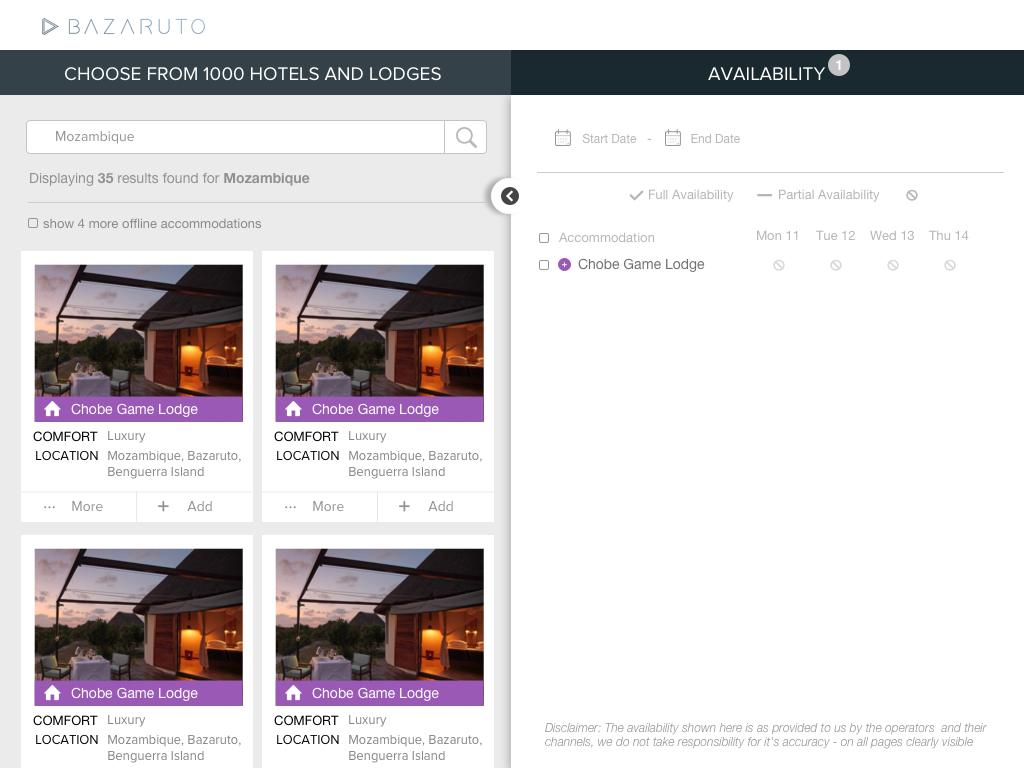 BAZARUTO
CHOOSE FROM 1000 HOTELS AND LODGES
Mozambique
Displaying 35 results found for Mozambique
show 4 more offline accommodations
Chobe Game Lodge
COMFORT Luxury
LOCATION Mozambique, Bazaruto,
Benguerra Island
... More + Add
Chobe Game Lodge
COMFORT Luxury
LOCATION Mozambique, Bazaruto,
Benguerra Island
... More + Add
Chobe Game Lodge
COMFORT Luxury
LOCATION Mozambique, Bazaruto,
Benguerra Island
Chobe Game Lodge
COMFORT Luxury
LOCATION Mozambique, Bazaruto,
Benguerra Island
AVAILABILITY 1
Start Date - End Date
Full Availability Partial Availability
Accommodation Mon 11 Tue 12 Wed 13 Thu 14
Chobe Game Lodge
Disclaimer: The availability shown here is as provided to us by the operators and their
channels, we do not take responsibility for it's accuracy - on all pages clearly visible